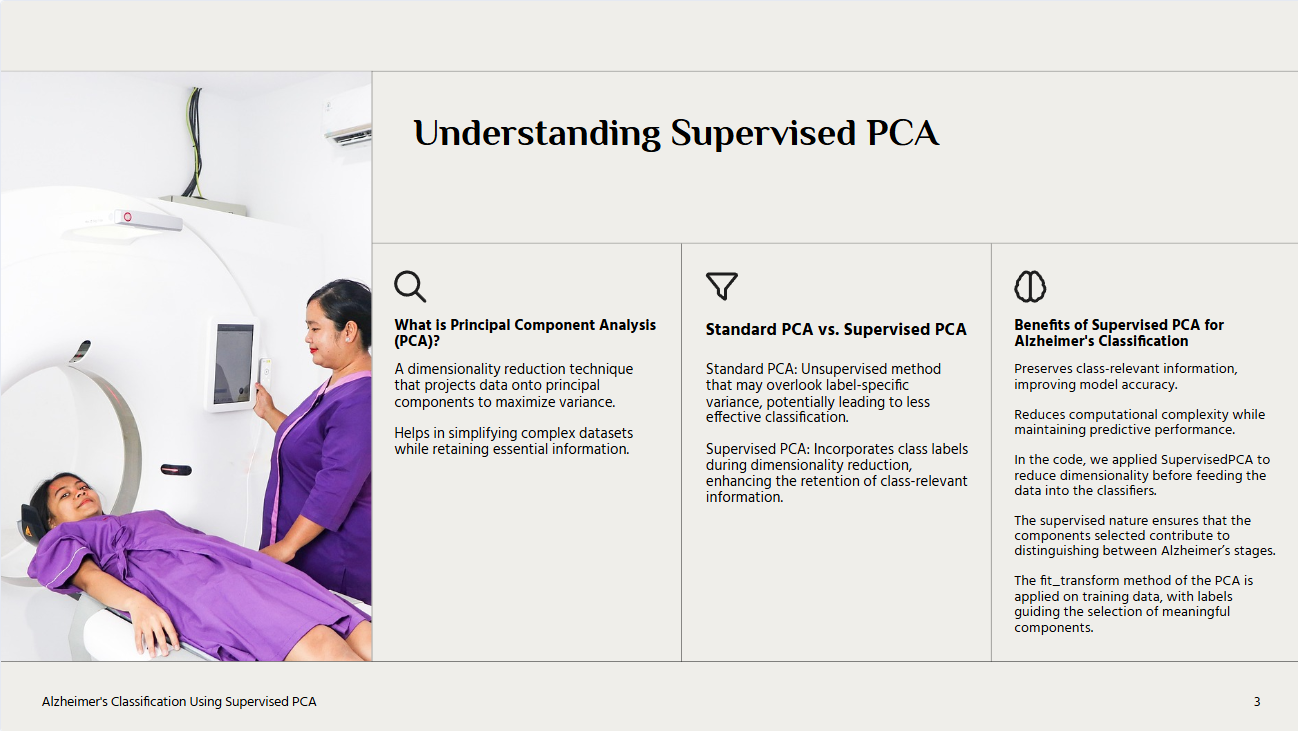 Understanding Supervised PCA
What is Principal Component Analysis
(PCA)?
A dimensionality reduction technique
that projects data onto principal
components to maximize variance.
Helps in simplifying complex datasets
while retaining essential information.
Standard PCA vs. Supervised PCA
Standard PCA: Unsupervised method
that may overlook label-specific
variance, potentially leading to less
effective classification.
Supervised PCA: Incorporates class labels
during dimensionality reduction,
enhancing the retention of class-relevant
information.
Benefits of Supervised PCA for
Alzheimer's Classification
Preserves class-relevant information,
improving model accuracy.
Reduces computational complexity while
maintaining predictive performance.
In the code, we applied SupervisedPCA to
reduce dimensionality before feeding the
data into the classifiers.
The supervised nature ensures that the
components selected contribute to
distinguishing between Alzheimer’s stages.
The fit_transform method of the PCA is
applied on training data, with labels
guiding the selection of meaningful
components.
Alzheimer's Classification Using Supervised PCA
3